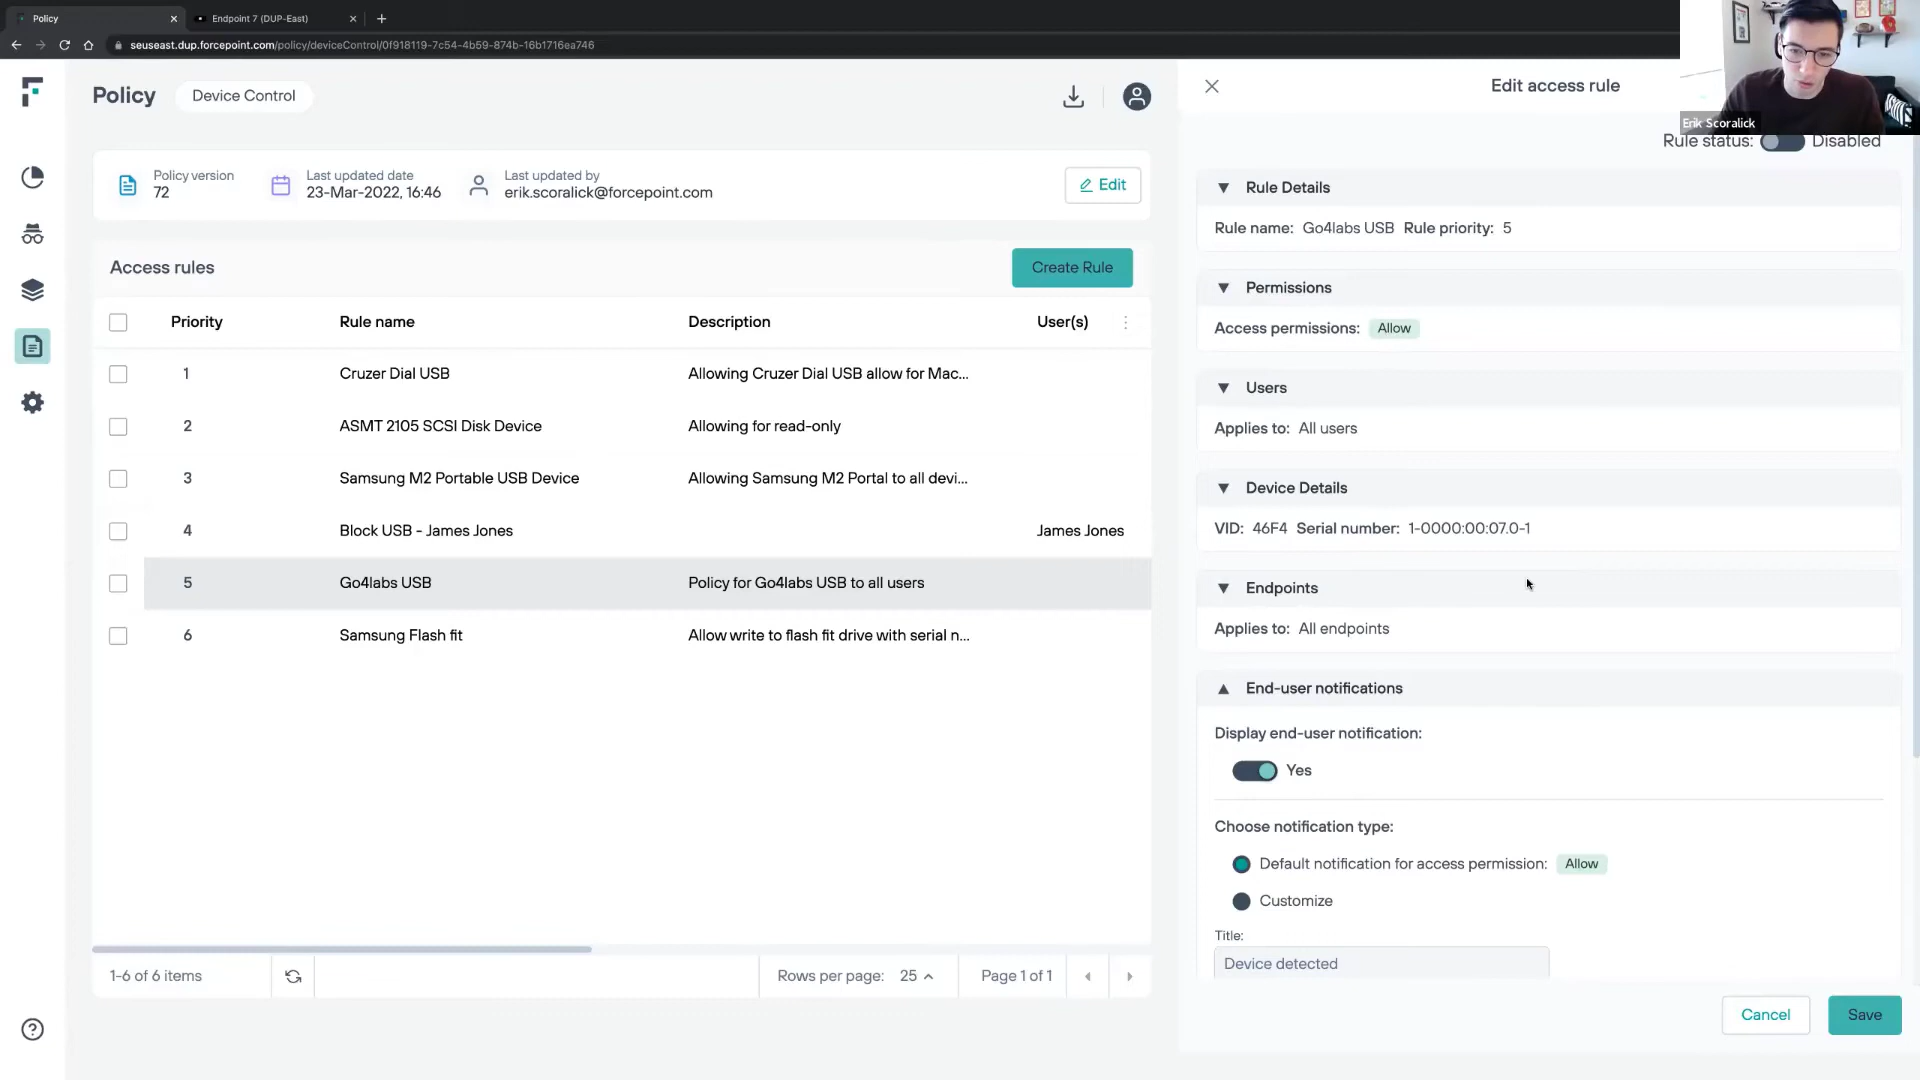 Policy
Endpoint 7 (DUP-East)
seuseast.dup.forcepoint.com/policy/deviceControl/0f918119-7c54-4b59-874b-16b1716ea746
Policy Device Control
Edit access rule
Erik Scoralick
Rule status: Disabled
Policy version
72
Last updated date
23-Mar-2022, 16:46
Last updated by
erik.scoralick@forcepoint.com
Edit
Access rules
Create Rule
Priority Rule name Description User(s)
1 Cruzer Dial USB Allowing Cruzer Dial USB allow for Mac...
2 ASMT 2105 SCSI Disk Device Allowing for read-only
3 Samsung M2 Portable USB Device Allowing Samsung M2 Portal to all devi...
4 Block USB - James Jones James Jones
5 Go4labs USB Policy for Go4labs USB to all users
6 Samsung Flash fit Allow write to flash fit drive with serial n...
1-6 of 6 items
Rows per page: 25
Page 1 of 1
Rule Details
Rule name: Go4labs USB Rule priority: 5
Permissions
Access permissions: Allow
Users
Applies to: All users
Device Details
VID: 46F4 Serial number: 1-0000:00:07.0-1
Endpoints
Applies to: All endpoints
End-user notifications
Display end-user notification:
Yes
Choose notification type:
Default notification for access permission: Allow
Customize
Title:
Device detected
Cancel
Save